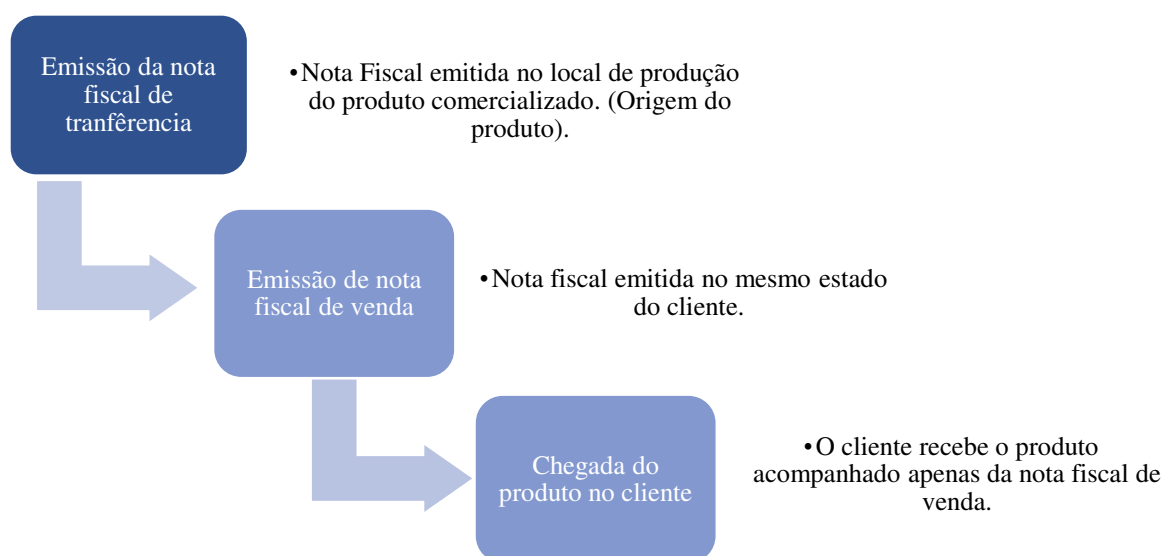 Emissão da nota
fiscal de
tranfêrencia
•Nota Fiscal emitida no local de produção
do produto comercializado. (Origem do
produto).
Emissão de nota
fiscal de venda
•Nota fiscal emitida no mesmo estado
do cliente.
Chegada do
produto no cliente
•O cliente recebe o produto
acompanhado apenas da nota fiscal de
venda.